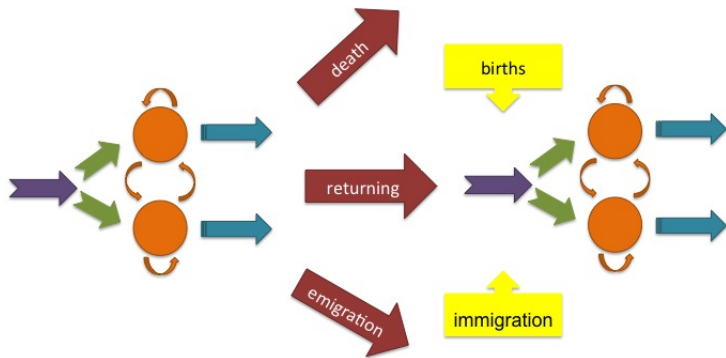 death
births
returning
emigration
immigration